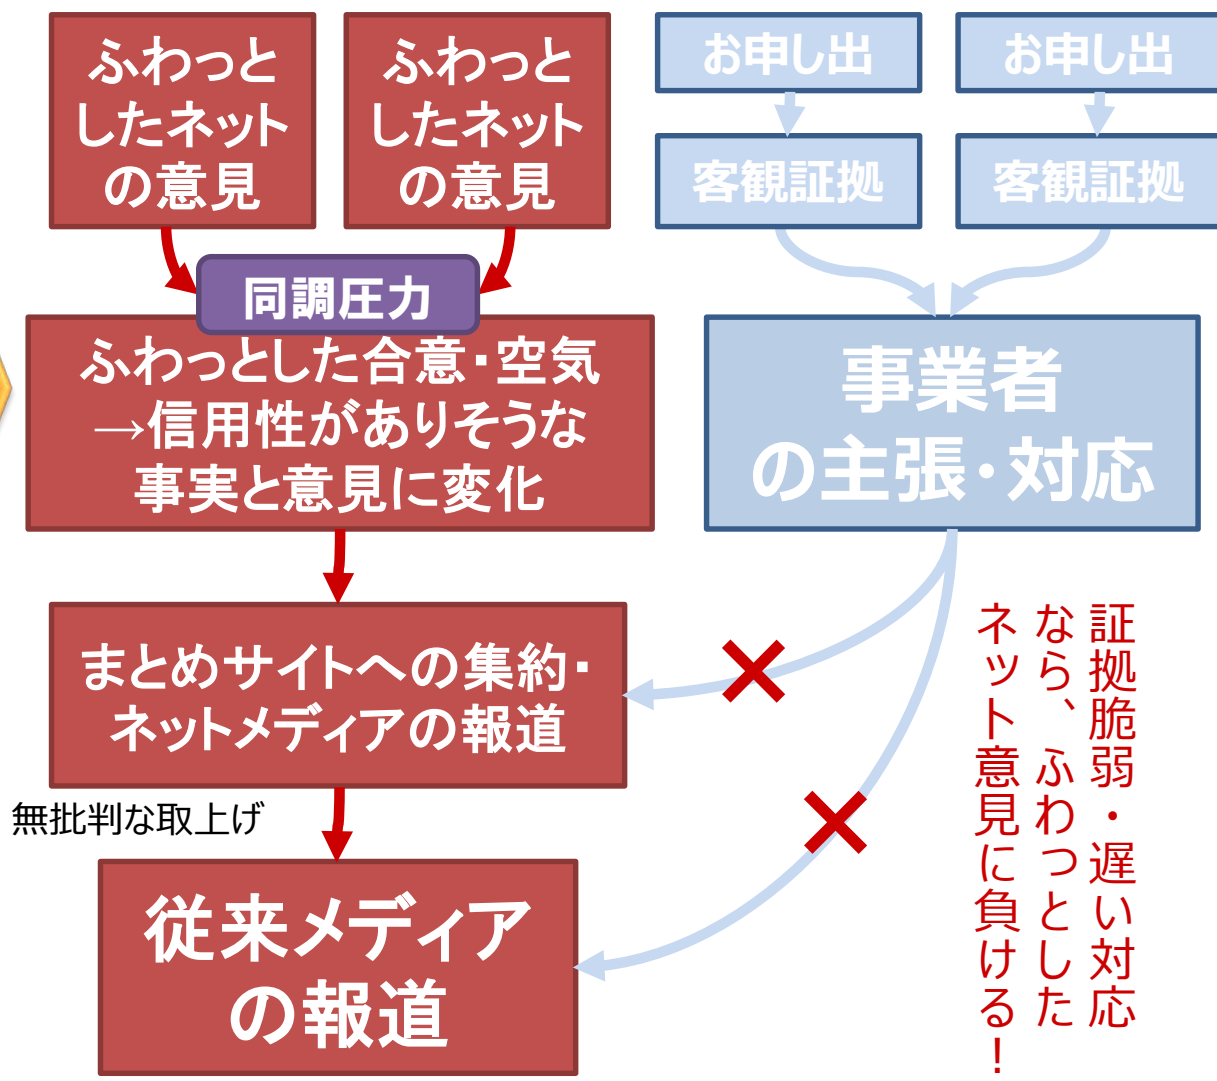 ふわっと
したネット
の意見
ふわっと
したネット
の意見
お申し出
お申し出
客観証拠
客観証拠
同調圧力
ふわっとした合意・空気
→信用性がありそうな
事実と意見に変化
事業者
の主張・対応
まとめサイトへの集約・
ネットメディアの報道
無批判な取上げ
従来メディア
の報道
証拠脆弱・遅い対応
なら、ふわっとした
ネット意見に負ける!